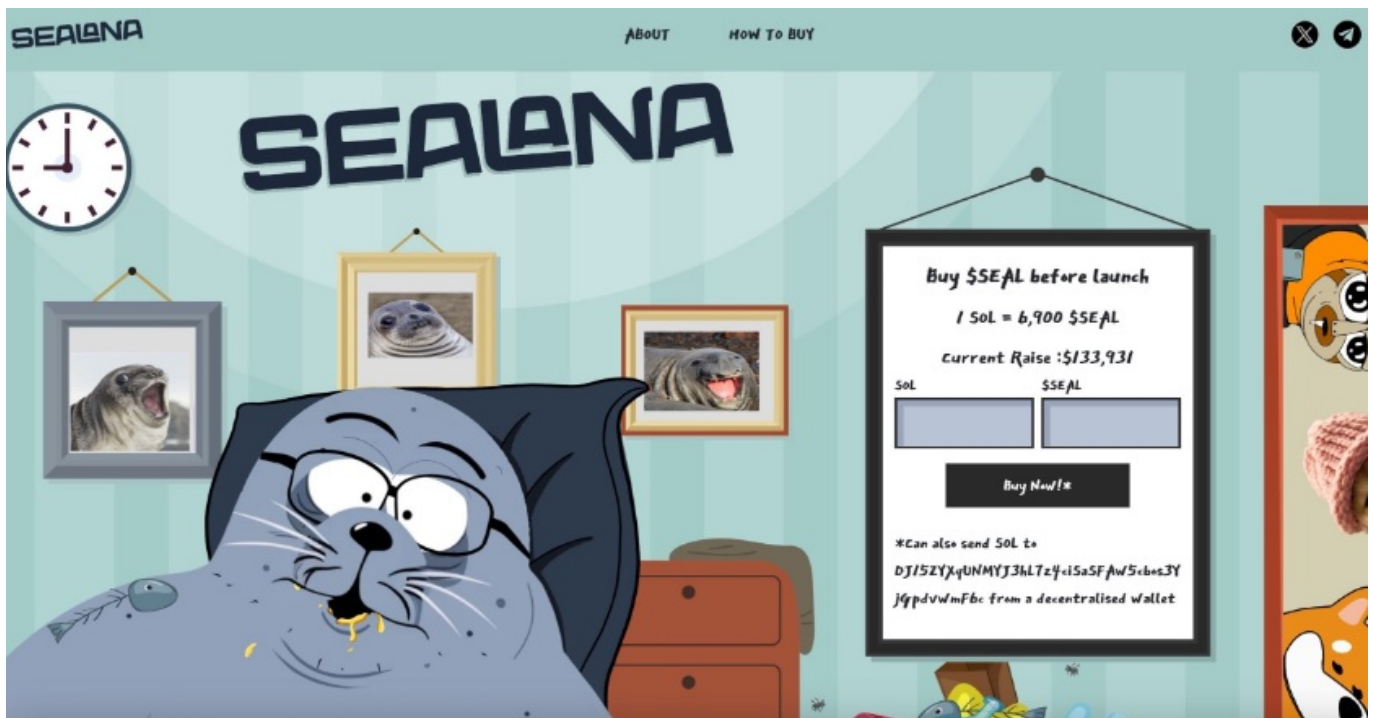 SEALANA
ABOUT
HOW TO BUY
SEALANA
Buy $SEAL before launch
1 SOL = 6,900 $SEAL
Current Raise :$133,931
SOL
$SEAL
Buy Now!*
*Can also send SOL to
DJ15ZYXqUNMYJ3hL7z4ciSaSFAW5cbos3Y
jGpdvWmFbc from a decentralised wallet